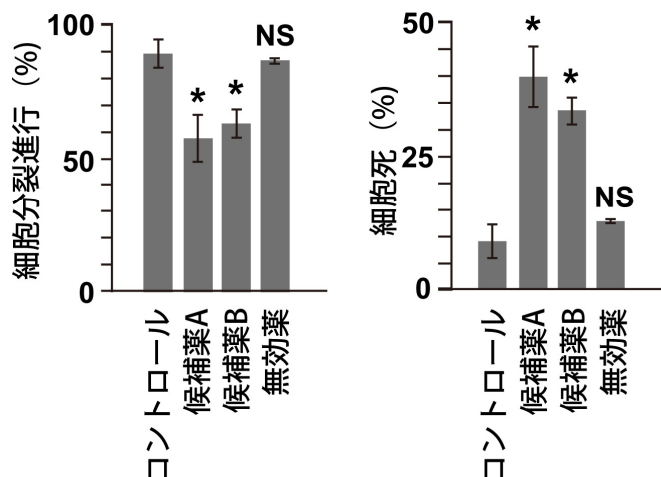 細胞分裂進行 (%)
100
50
0
*
*
NS
コントロール
候補薬A
候補薬B
無効薬
細胞死 (%)
50
25
0
*
*
NS
コントロール
候補薬A
候補薬B
無効薬